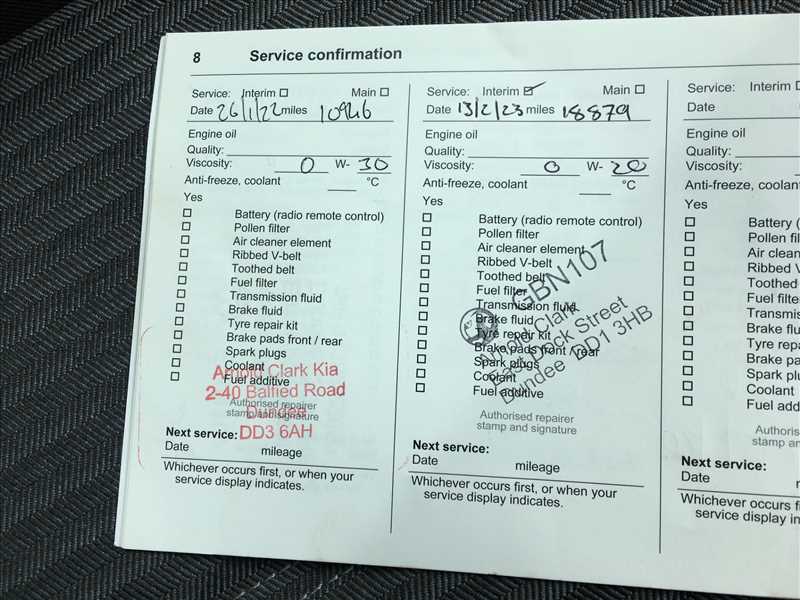 8 Service confirmation
Service: Interim ☐ Main ☐
Date 26/1/22 miles 10946
Engine oil
Quality:
Viscosity: 0 W- 30
Anti-freeze, coolant °C
Yes
☐ Battery (radio remote control)
☐ Pollen filter
☐ Air cleaner element
☐ Ribbed V-belt
☐ Toothed belt
☐ Fuel filter
☐ Transmission fluid
☐ Brake fluid
☐ Tyre repair kit
☐ Brake pads front / rear
☐ Spark plugs
☐ Coolant
☐ Fuel additive
Arnold Clark Kia
2-40 Balfield Road
Dundee
DD3 6AH
Authorised repairer
stamp and signature
Next service:
Date mileage
Whichever occurs first, or when your
service display indicates.
Service: Interim ☑ Main ☐
Date 13/2/23 miles 18879
Engine oil
Quality:
Viscosity: 0 W- 20
Anti-freeze, coolant °C
Yes
☐ Battery (radio remote control)
☐ Pollen filter
☐ Air cleaner element
☐ Ribbed V-belt
☐ Toothed belt
☐ Fuel filter
☐ Transmission fluid
☐ Brake fluid
☐ Tyre repair kit
☐ Brake pads front / rear
☐ Spark plugs
☐ Coolant
☐ Fuel additive
GBN107
Arnold Clark
East Dock Street
Dundee DD1 3HB
Authorised repairer
stamp and signature
Next service:
Date mileage
Whichever occurs first, or when your
service display indicates.
Service: Interim
Date
Engine oil
Quality:
Viscosity:
Anti-freeze, coolant
Yes
☐ Battery (r
☐ Pollen fil
☐ Air clean
☐ Ribbed V
☐ Toothed
☐ Fuel filte
☐ Transmis
☐ Brake flu
☐ Tyre repa
☐ Brake pa
☐ Spark plu
☐ Coolant
☐ Fuel add
Authoris
stamp an
Next service:
Date m
Whichever occurs firs
service display ind